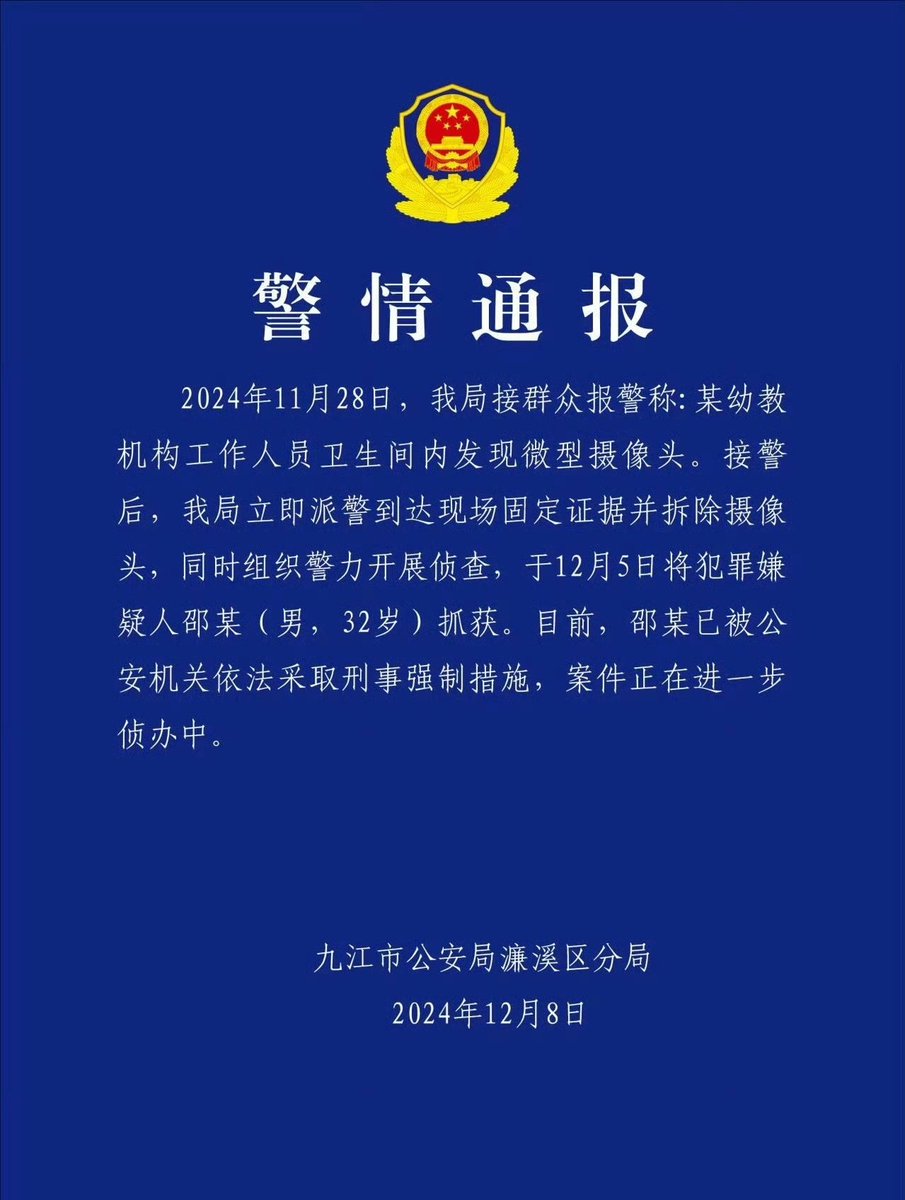 警情通报
2024年11月28日，我局接群众报警称：某幼教
机构工作人员卫生间内发现微型摄像头。接警
后，我局立即派警到达现场固定证据并拆除摄像
头，同时组织警力开展侦查，于12月5日将犯罪嫌
疑人邵某（男，32岁）抓获。目前，邵某已被公
安机关依法采取刑事强制措施，案件正在进一步
侦办中。
九江市公安局濂溪区分局
2024年12月8日